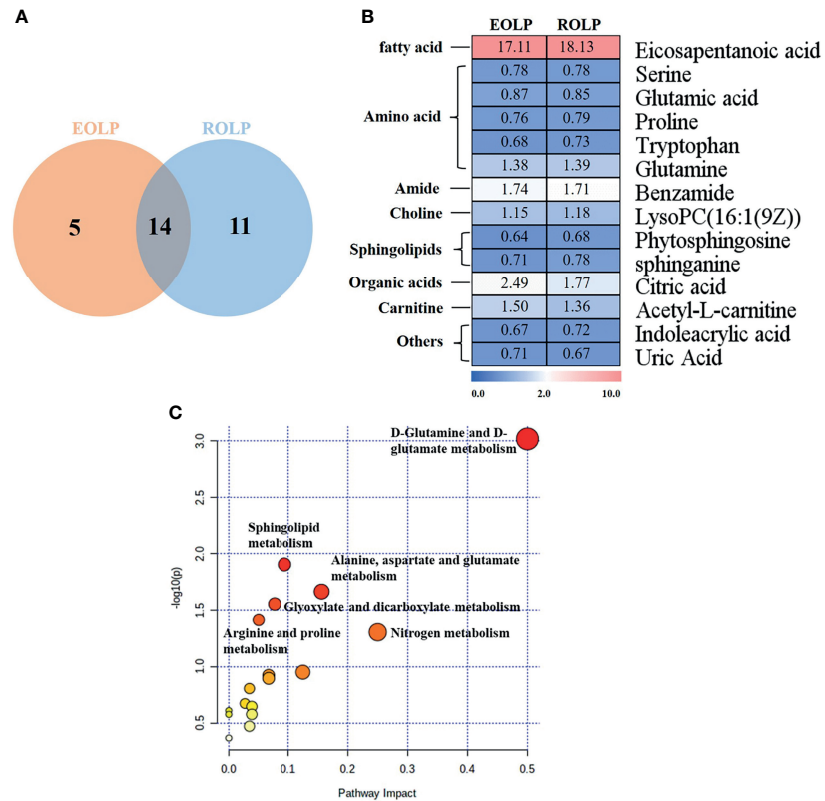 A
EOLP
ROLP
5
14
11
B
EOLP ROLP
fatty acid 17.11 18.13 Eicosapentanoic acid
Amino acid
0.78 0.78 Serine
0.87 0.85 Glutamic acid
0.76 0.79 Proline
0.68 0.73 Tryptophan
1.38 1.39 Glutamine
Amide 1.74 1.71 Benzamide
Choline 1.15 1.18 LysoPC(16:1(9Z))
Sphingolipids
0.64 0.68 Phytosphingosine
0.71 0.78 sphinganine
Organic acids 2.49 1.77 Citric acid
Carnitine 1.50 1.36 Acetyl-L-carnitine
Others
0.67 0.72 Indoleacrylic acid
0.71 0.67 Uric Acid
0.0 2.0 10.0
C
-log10(p)
3.0
2.5
2.0
1.5
1.0
0.5
D-Glutamine and D-
glutamate metabolism
Sphingolipid
metabolism
Alanine, aspartate and glutamate
metabolism
Glyoxylate and dicarboxylate metabolism
Arginine and proline
metabolism
Nitrogen metabolism
0.0 0.1 0.2 0.3 0.4 0.5
Pathway Impact